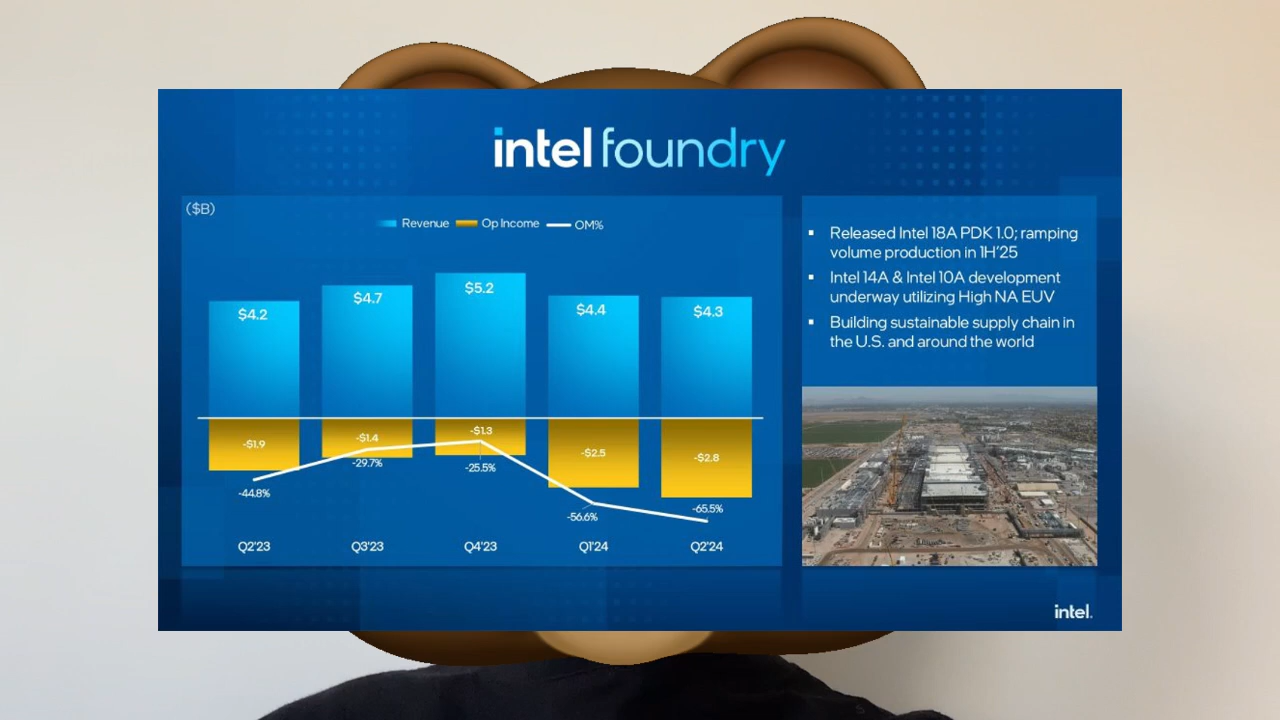 intel foundry
($B)
Revenue Op Income OM%
$4.2 $4.7 $5.2 $4.4 $4.3
-$1.9 -$1.4 -$1.3 -$2.5 -$2.8
-44.8% -29.7% -25.5% -56.6% -65.5%
Q2'23 Q3'23 Q4'23 Q1'24 Q2'24
▪ Released Intel 18A PDK 1.0; ramping
volume production in 1H'25
▪ Intel 14A & Intel 10A development
underway utilizing High NA EUV
▪ Building sustainable supply chain in
the U.S. and around the world
intel.